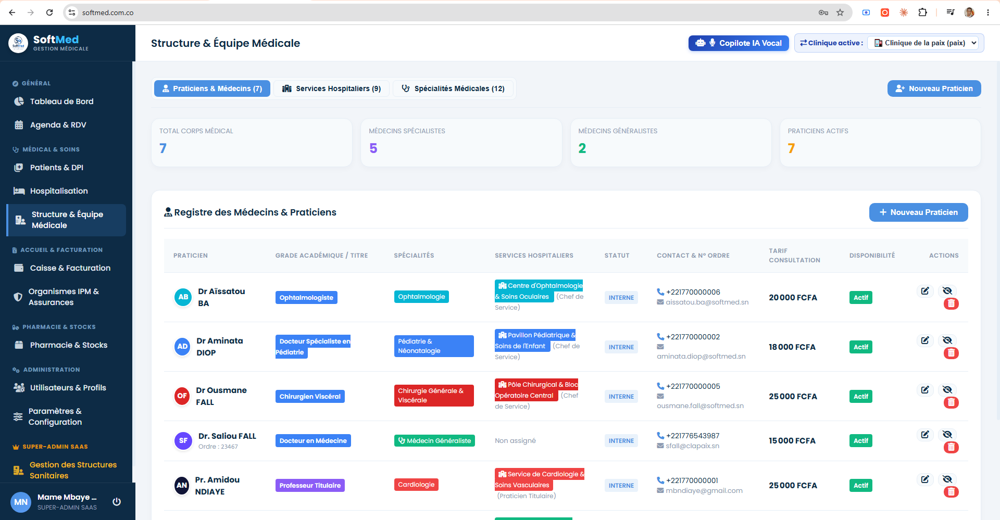 softmed.com.co
SoftMed
GESTION MÉDICALE
Structure & Équipe Médicale
Copilote IA Vocal
Clinique active :
Clinique de la paix (paix)
GÉNÉRAL
Tableau de Bord
Agenda & RDV
MÉDICAL & SOINS
Patients & DPI
Hospitalisation
Structure & Équipe
Médicale
ACCUEIL & FACTURATION
Caisse & Facturation
Organismes IPM &
Assurances
PHARMACIE & STOCKS
Pharmacie & Stocks
ADMINISTRATION
Utilisateurs & Profils
Paramètres &
Configuration
SUPER-ADMIN SAAS
Gestion des Structures
Sanitaires
MN
Mame Mbaye ...
SUPER-ADMIN SAAS
Praticiens & Médecins (7)
Services Hospitaliers (9)
Spécialités Médicales (12)
Nouveau Praticien
TOTAL CORPS MÉDICAL
7
MÉDECINS SPÉCIALISTES
5
MÉDECINS GÉNÉRALISTES
2
PRATICIENS ACTIFS
7
Registre des Médecins & Praticiens
Nouveau Praticien
PRATICIEN
GRADE ACADÉMIQUE / TITRE
SPÉCIALITÉS
SERVICES HOSPITALIERS
STATUT
CONTACT & N° ORDRE
TARIF
CONSULTATION
DISPONIBILITÉ
ACTIONS
AB
Dr Aïssatou
BA
Ophtalmologiste
Ophtalmologie
Centre d'Ophtalmologie
& Soins Oculaires (Chef de
Service)
INTERNE
+221770000006
aissatou.ba@softmed.sn
20 000 FCFA
Actif
AD
Dr Aminata
DIOP
Docteur Spécialiste en
Pédiatrie
Pédiatrie &
Néonatalogie
Pavillon Pédiatrique &
Soins de l'Enfant (Chef de
Service)
INTERNE
+221770000002
aminata.diop@softmed.sn
18 000 FCFA
Actif
OF
Dr Ousmane
FALL
Chirurgien Viscéral
Chirurgie Générale &
Viscérale
Pôle Chirurgical & Bloc
Opératoire Central (Chef
de Service)
INTERNE
+221770000005
ousmane.fall@softmed.sn
25 000 FCFA
Actif
SF
Dr. Saliou FALL
Ordre : 23467
Docteur en Médecine
Médecin Généraliste
Non assigné
INTERNE
+221776543987
sfall@clapaix.sn
15 000 FCFA
Actif
AN
Pr. Amidou
NDIAYE
Professeur Titulaire
Cardiologie
Service de Cardiologie &
Soins Vasculaires
(Praticien Titulaire)
INTERNE
+221770000001
mbndiaye@gmail.com
25 000 FCFA
Actif